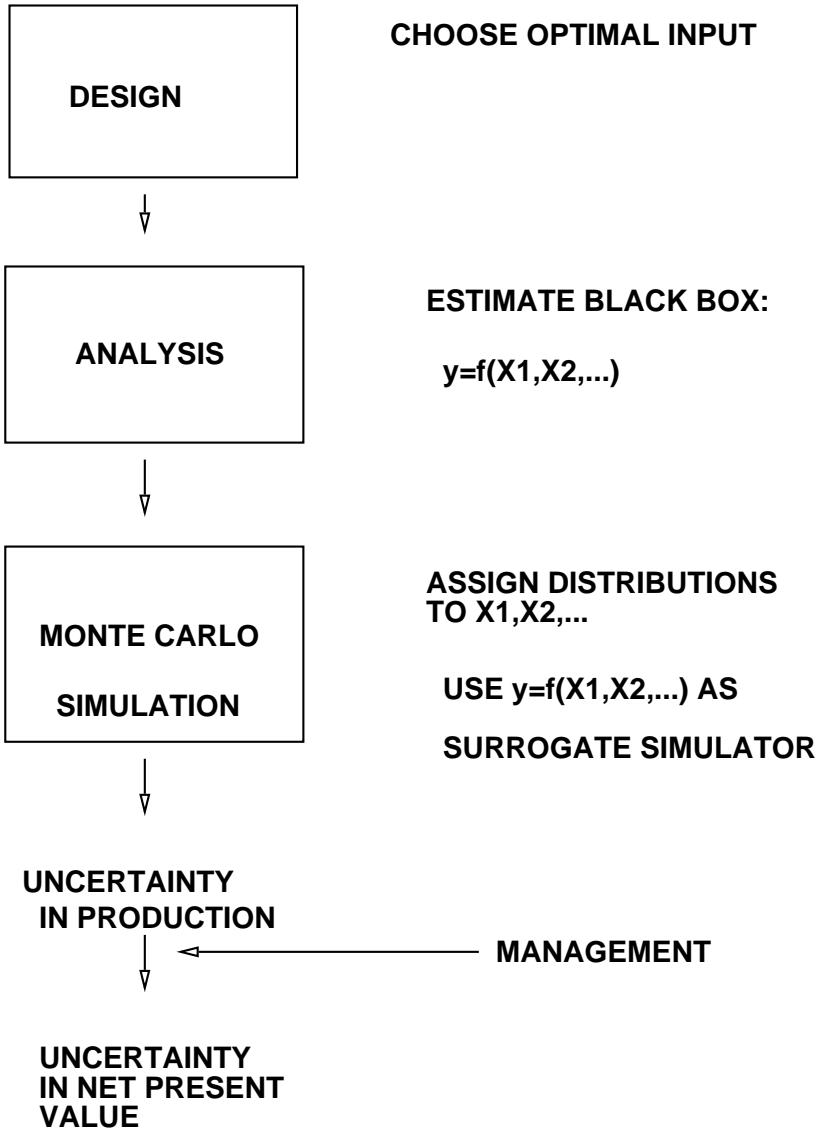 CHOOSE OPTIMAL INPUT
DESIGN
ESTIMATE BLACK BOX:
ANALYSIS
y=f(X1,X2,...)
ASSIGN DISTRIBUTIONS
TO X1,X2,...
MONTE CARLO
SIMULATION
USE y=f(X1,X2,...) AS
SURROGATE SIMULATOR
UNCERTAINTY
IN PRODUCTION
MANAGEMENT
UNCERTAINTY
IN NET PRESENT
VALUE